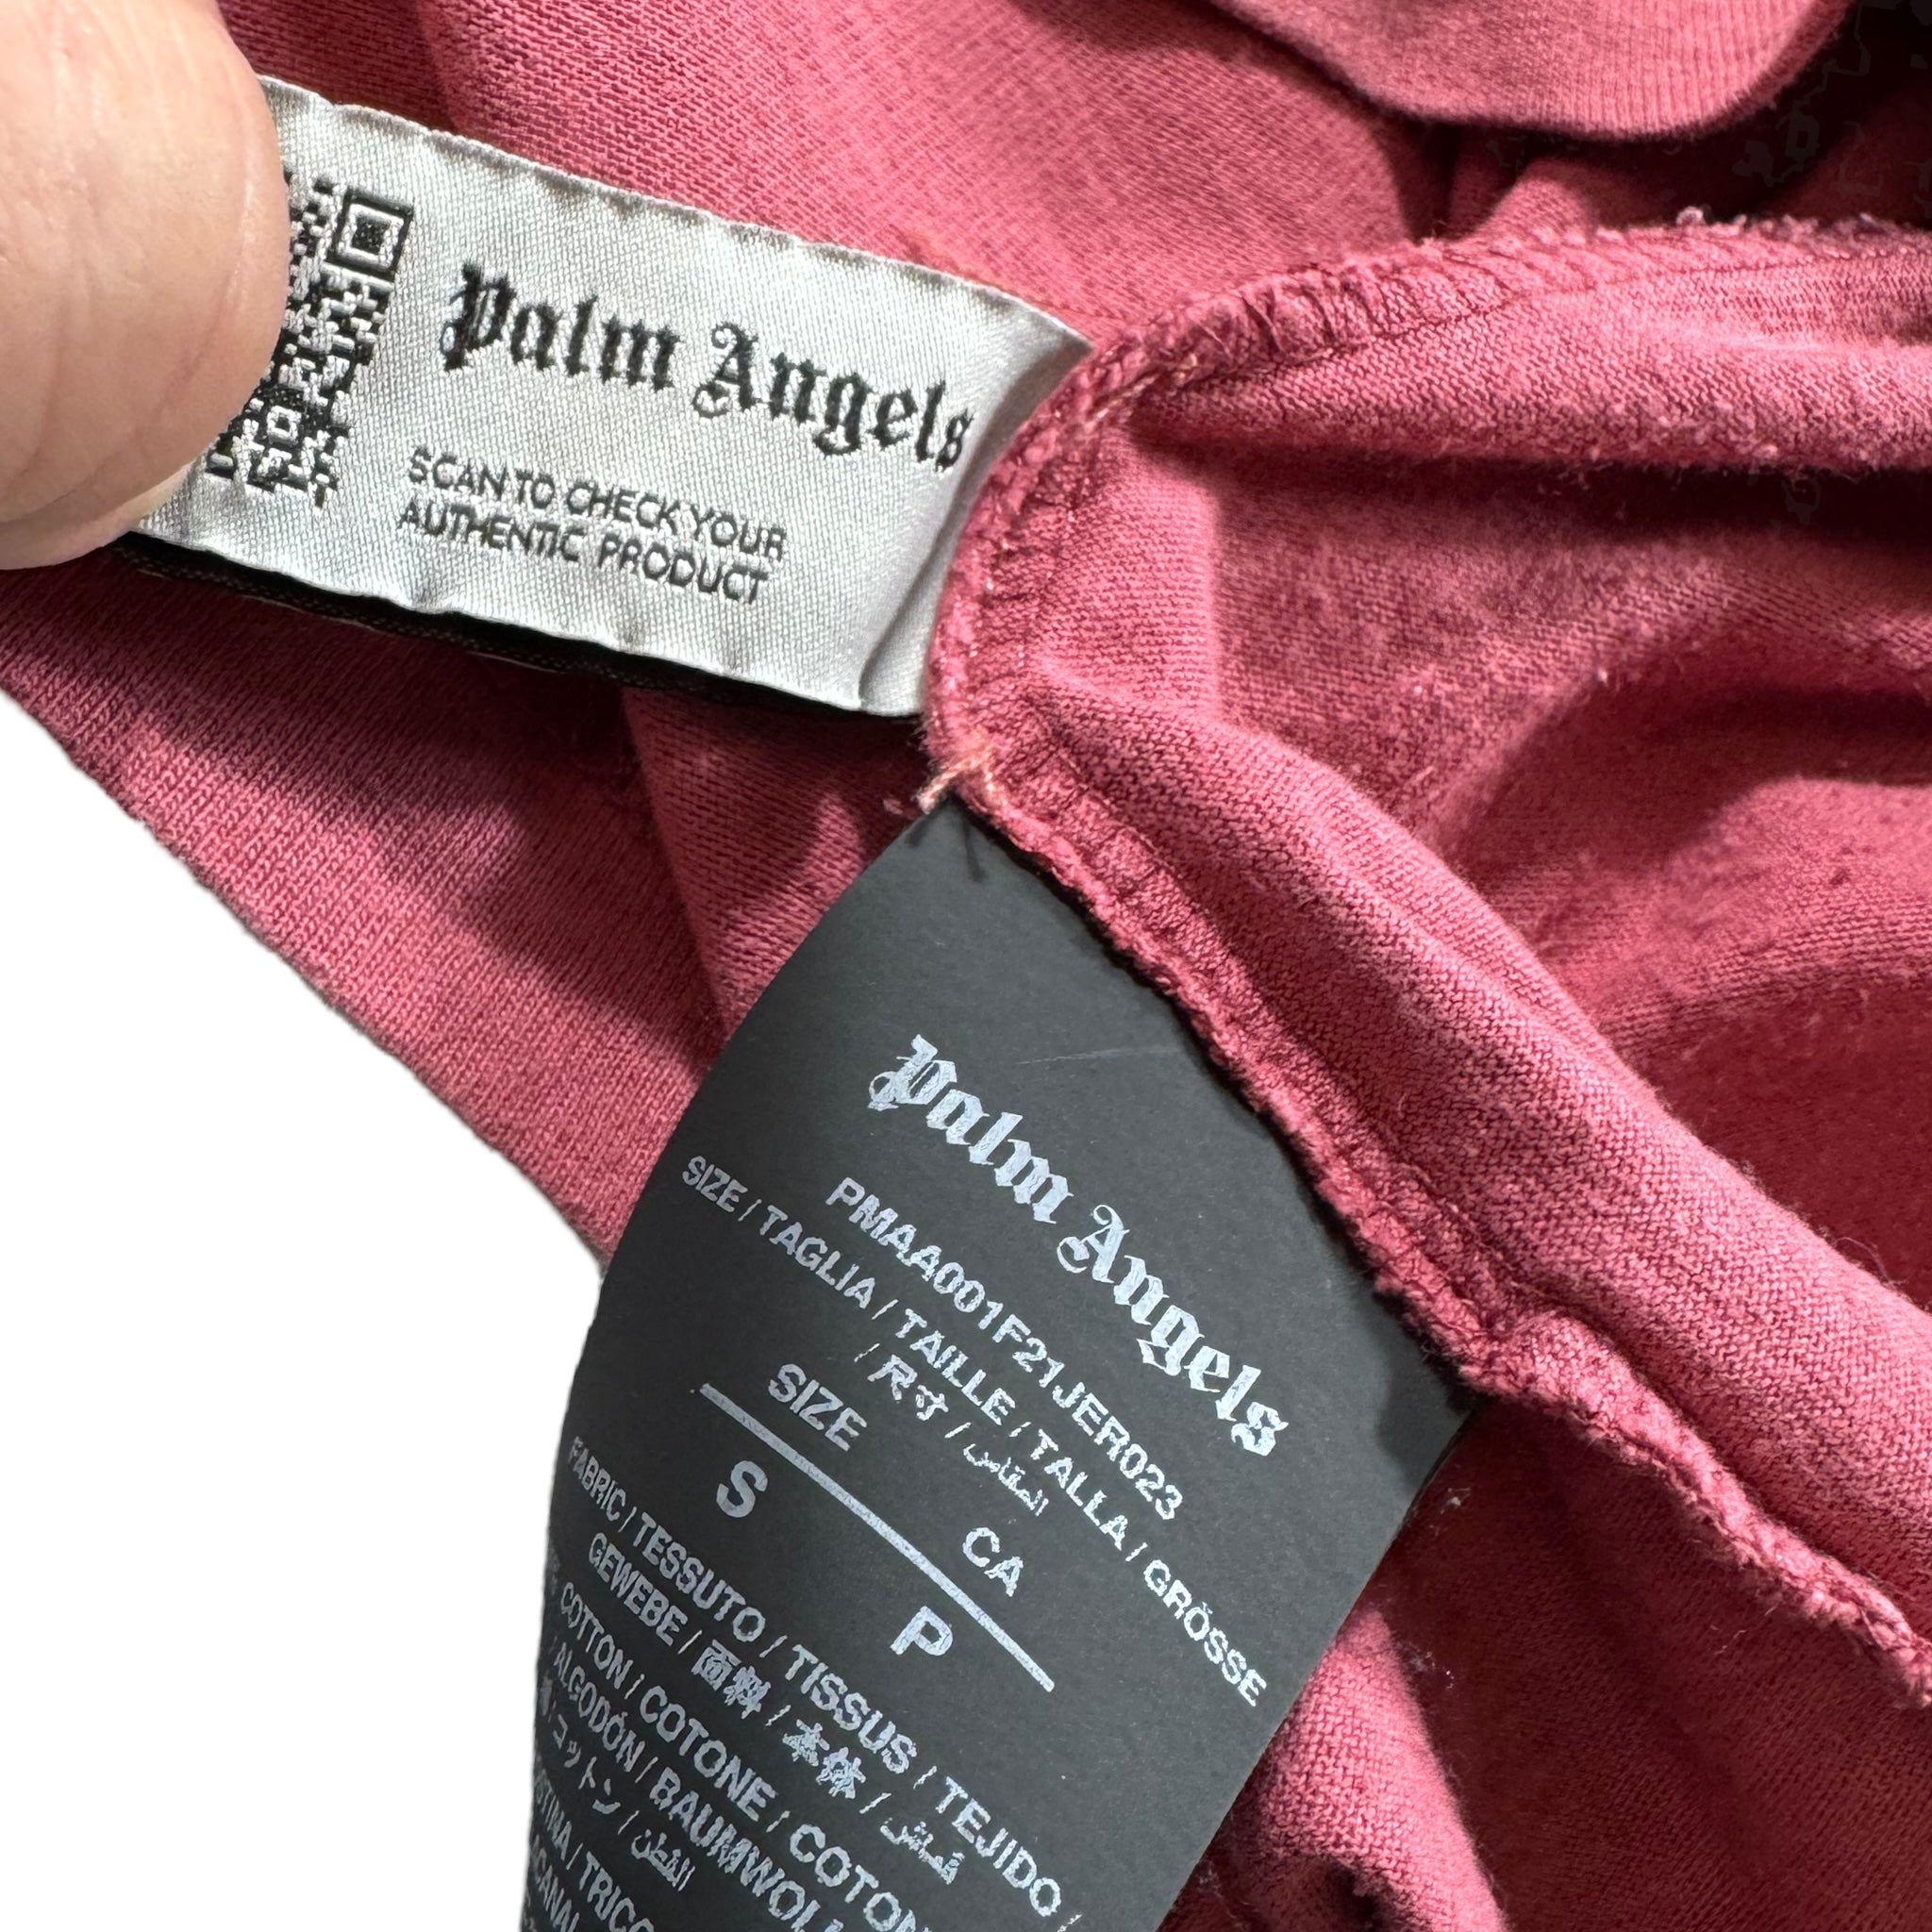 Palm Angels
SCAN TO CHECK YOUR
AUTHENTIC PRODUCT
Palm Angels
PMAA001F21JER023
SIZE / TAGLIA / TAILLE / TALLA / GRÖSSE
/ 尺寸 / المقاس
SIZE CA
S P
FABRIC / TESSUTO / TISSUS / TEJIDO /
GEWEBE / 面料 / 本体 / قماش
COTTON / COTONE / COTON
/ ALGODÓN / BAUMWOLL
コットン / القطن
/ TRICO